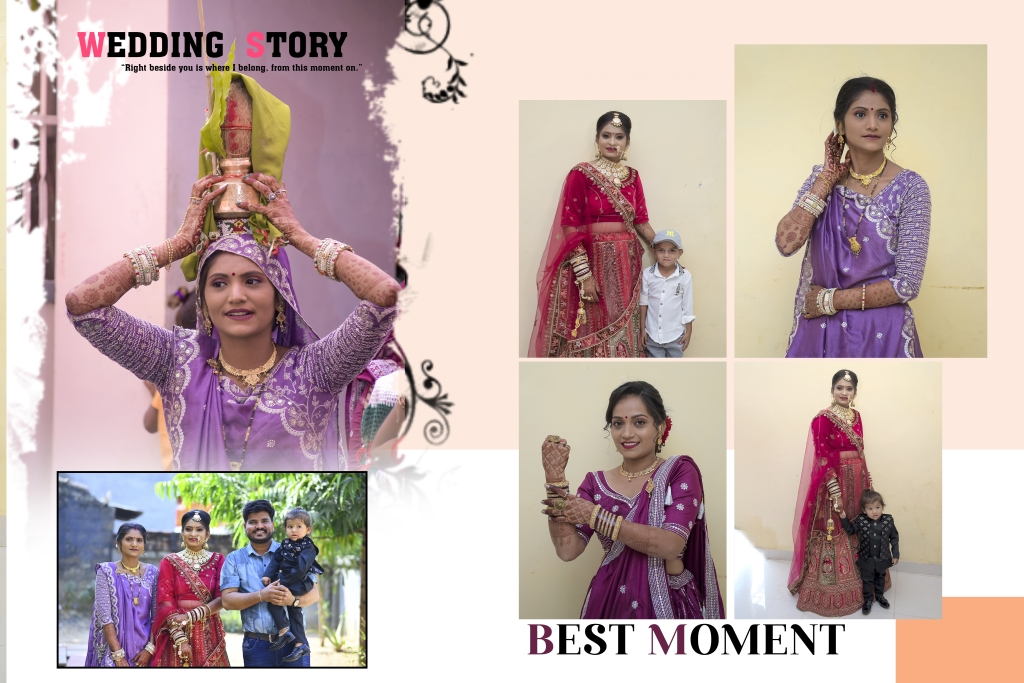 WEDDING STORY
“Right beside you is where I belong, from this moment on.”
BEST MOMENT